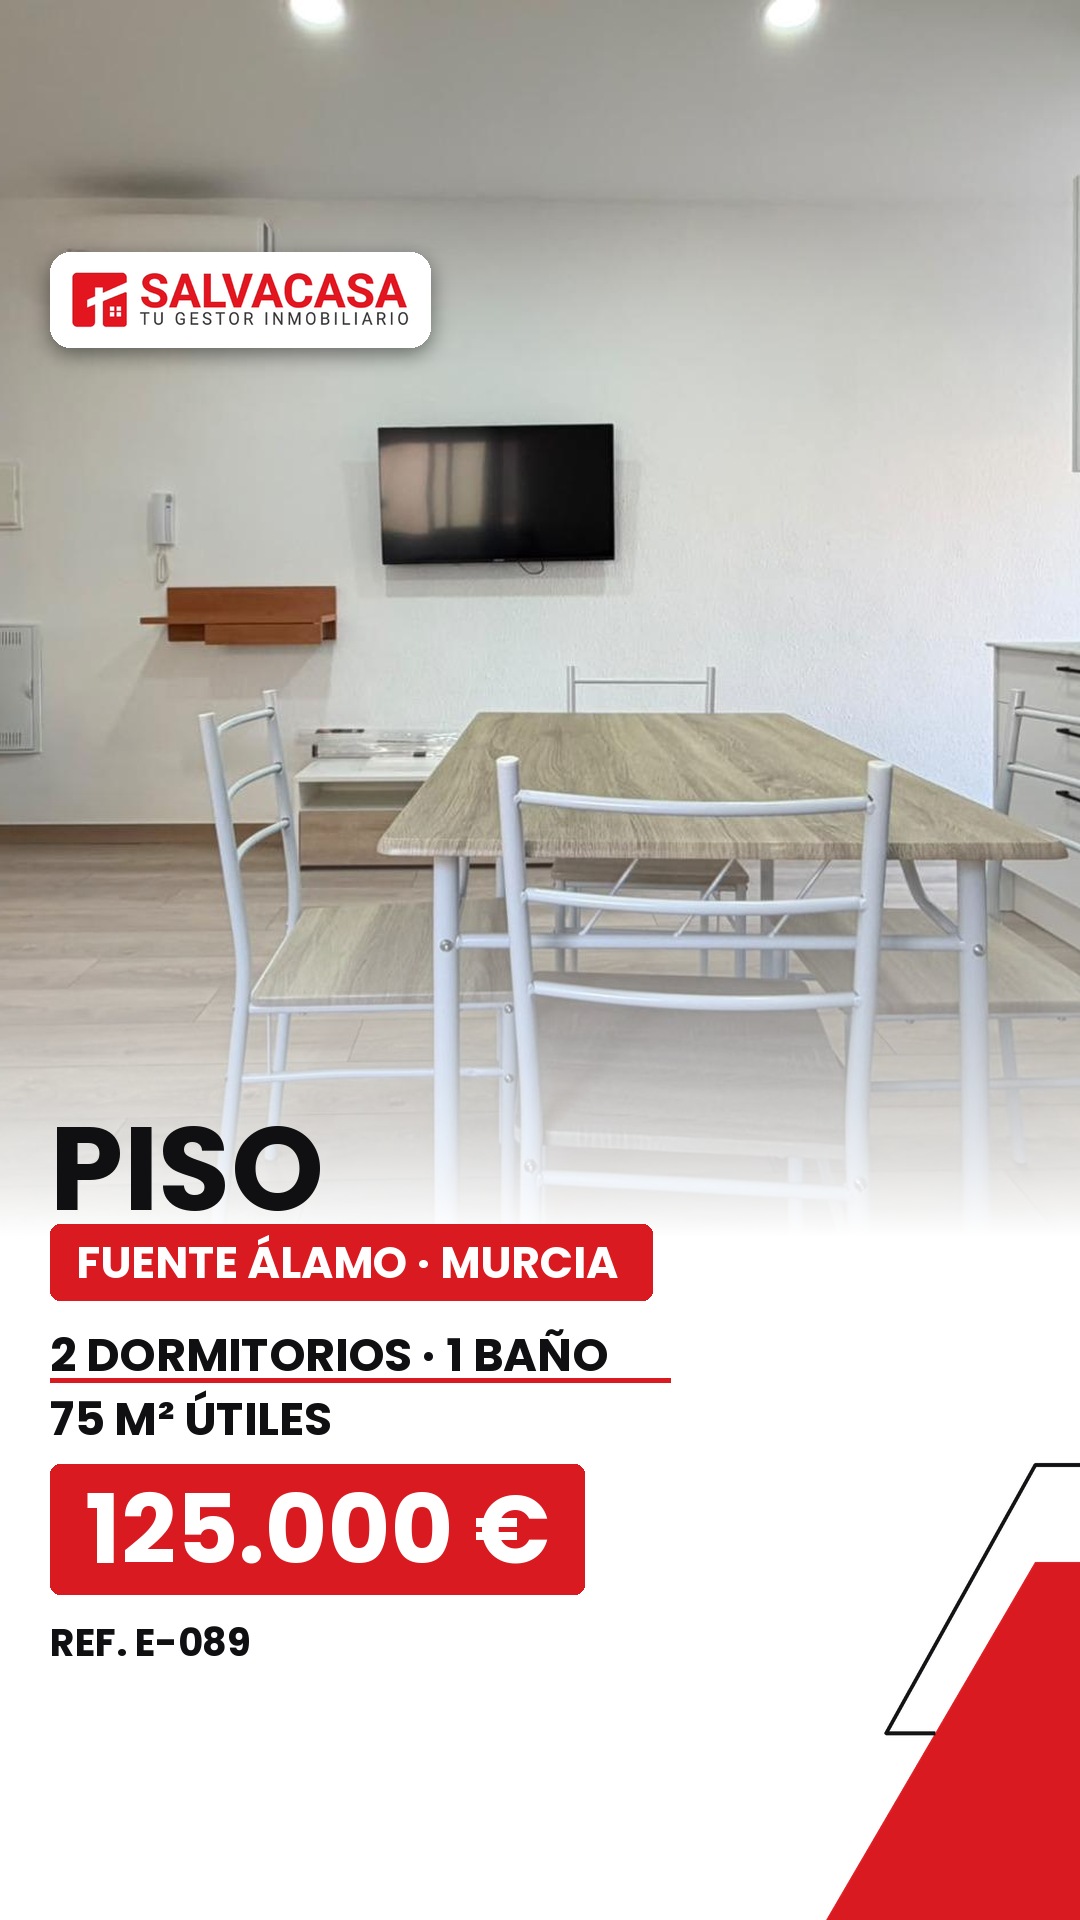 SALVACASA
TU GESTOR INMOBILIARIO
PISO
FUENTE ÁLAMO · MURCIA
2 DORMITORIOS · 1 BAÑO
75 M² ÚTILES
125.000 €
REF. E-089